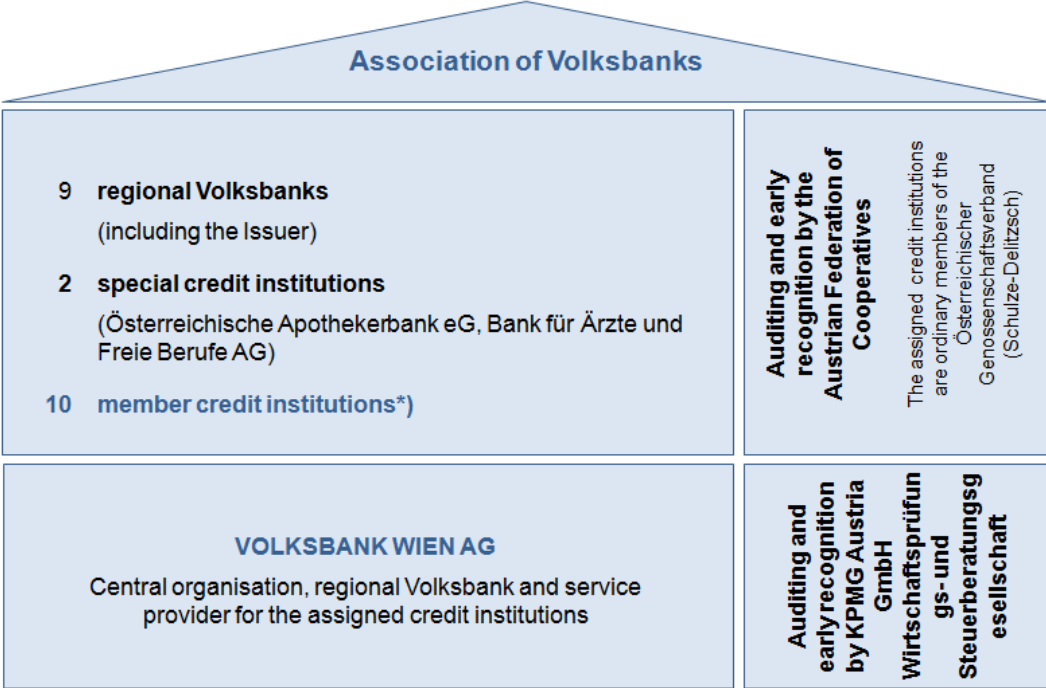 Association of Volksbanks
9 regional Volksbanks
(including the Issuer)
2 special credit institutions
(Österreichische Apothekerbank eG, Bank für Ärzte und
Freie Berufe AG)
10 member credit institutions*)
Auditing and early
recognition by the
Austrian Federation of
Cooperatives
The assigned credit institutions
are ordinary members of the
Österreichischer
Genossenschaftsverband
(Schulze-Delitzsch)
VOLKSBANK WIEN AG
Central organisation, regional Volksbank and service
provider for the assigned credit institutions
Auditing and
early recognition
by KPMG Austria
GmbH
Wirtschaftsprüfun
gs- und
Steuerberatungsg
esellschaft